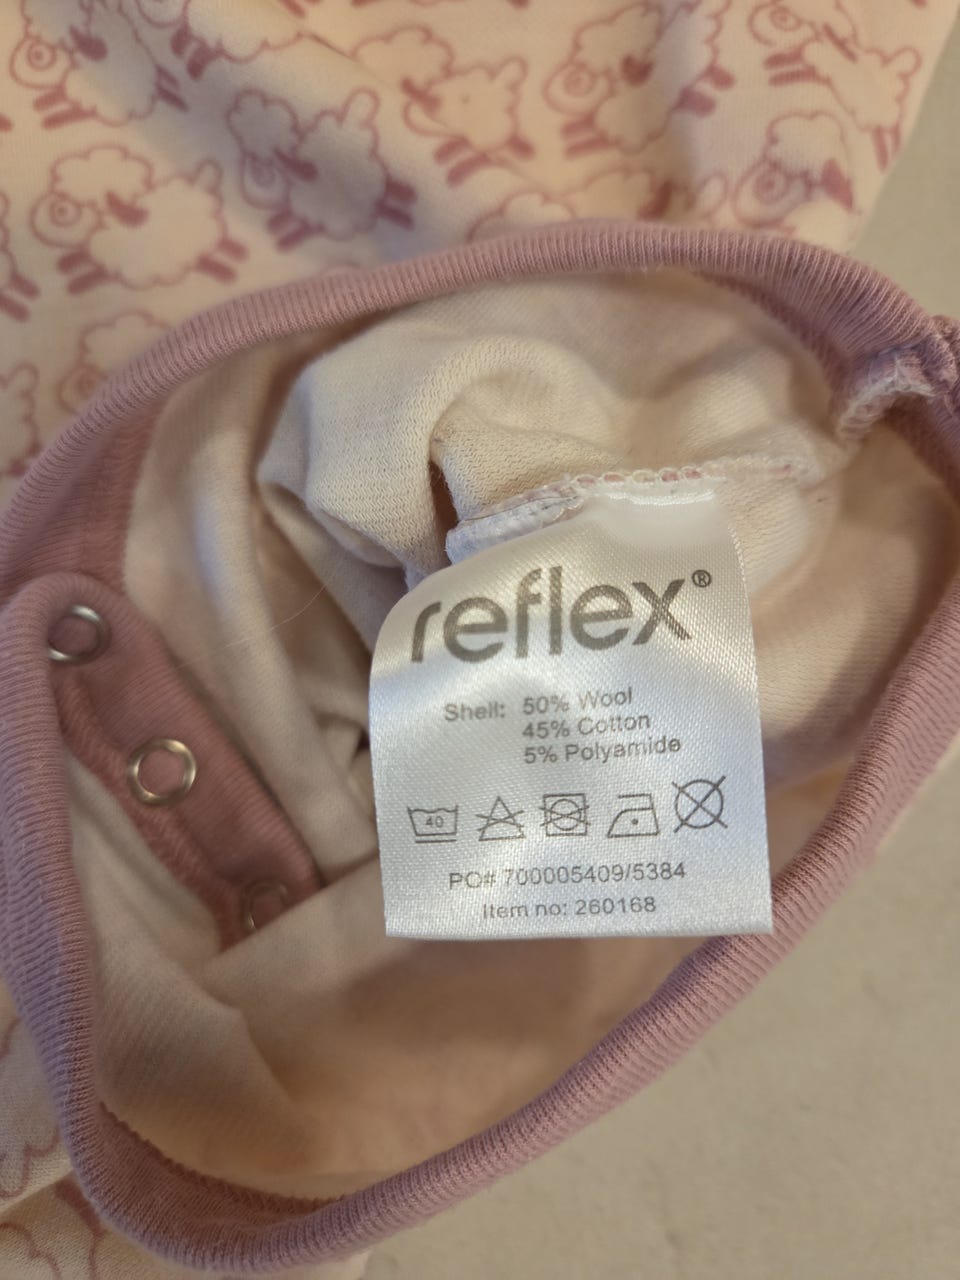 reflex®
Shell: 50% Wool
45% Cotton
5% Polyamide
40
PO# 700005409/5384
Item no: 260168